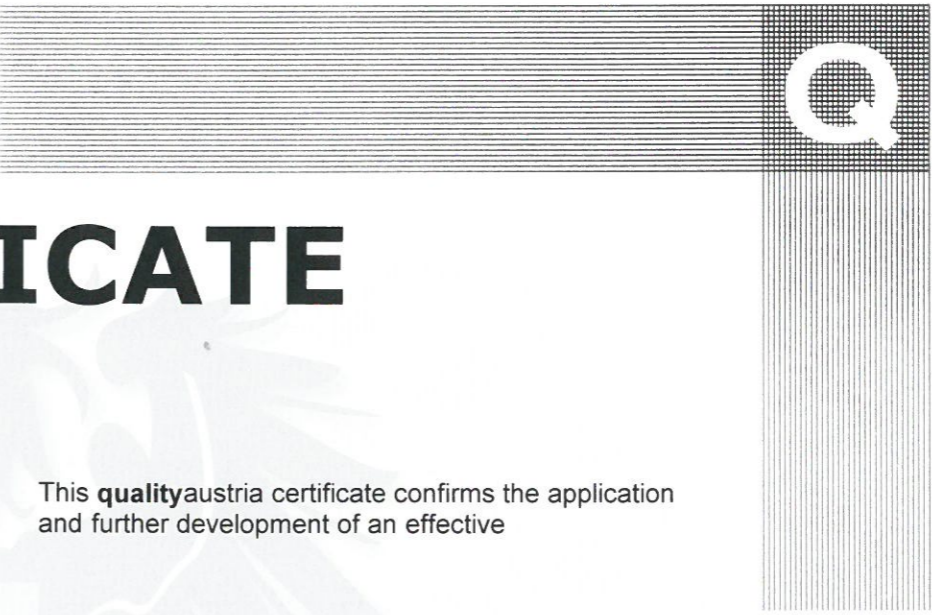 Q
ICATE
This qualityaustria certificate confirms the application
and further development of an effective